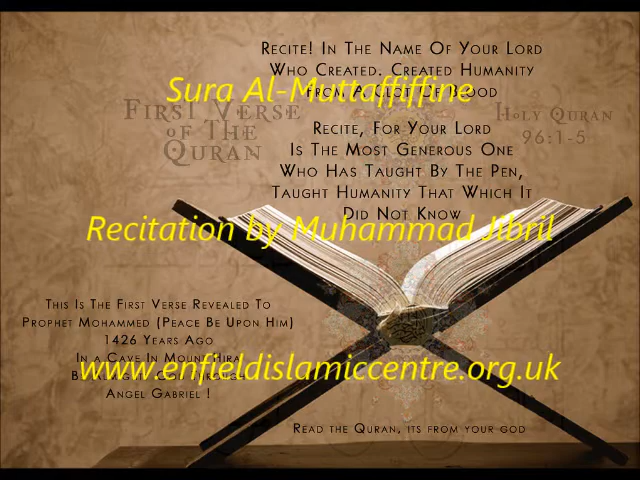 Recite! In The Name Of Your Lord
Who Created. Created Humanity
From A Clot Of Blood
Sura Al-Muttaffiffine
First Verse
of The
Quran
Holy Quran
96:1-5
Recite, For Your Lord
Is The Most Generous One
Who Has Taught By The Pen,
Taught Humanity That Which It
Did Not Know
Recitation by Muhammad Jibril
This Is The First Verse Revealed To
Prophet Mohammed (Peace Be Upon Him)
1426 Years Ago
In a Cave In Mount Hira
www.enfieldislamiccentre.org.uk
Angel Gabriel !
Read the Quran, its from your god